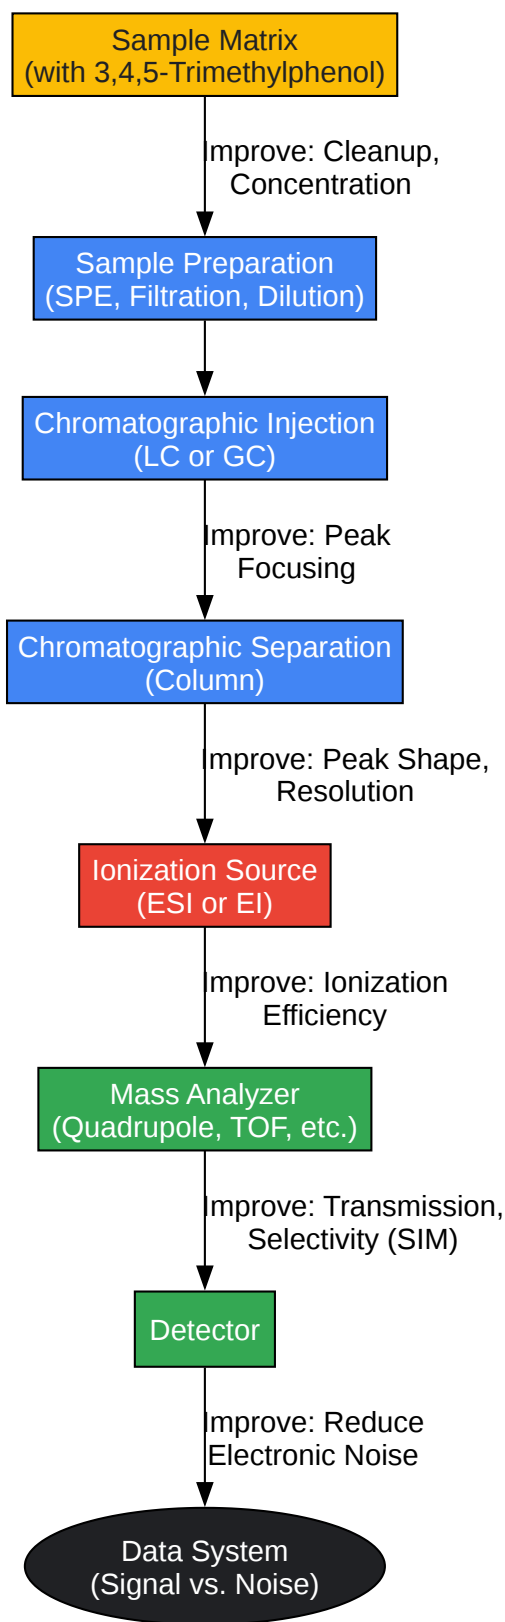 Sample Matrix
(with 3,4,5-Trimethylphenol)
Improve: Cleanup,
Concentration
Sample Preparation
(SPE, Filtration, Dilution)
Chromatographic Injection
(LC or GC)
Improve: Peak
Focusing
Chromatographic Separation
(Column)
Improve: Peak Shape,
Resolution
Ionization Source
(ESI or EI)
Improve: Ionization
Efficiency
Mass Analyzer
(Quadrupole, TOF, etc.)
Improve: Transmission,
Selectivity (SIM)
Detector
Improve: Reduce
Electronic Noise
Data System
(Signal vs. Noise)